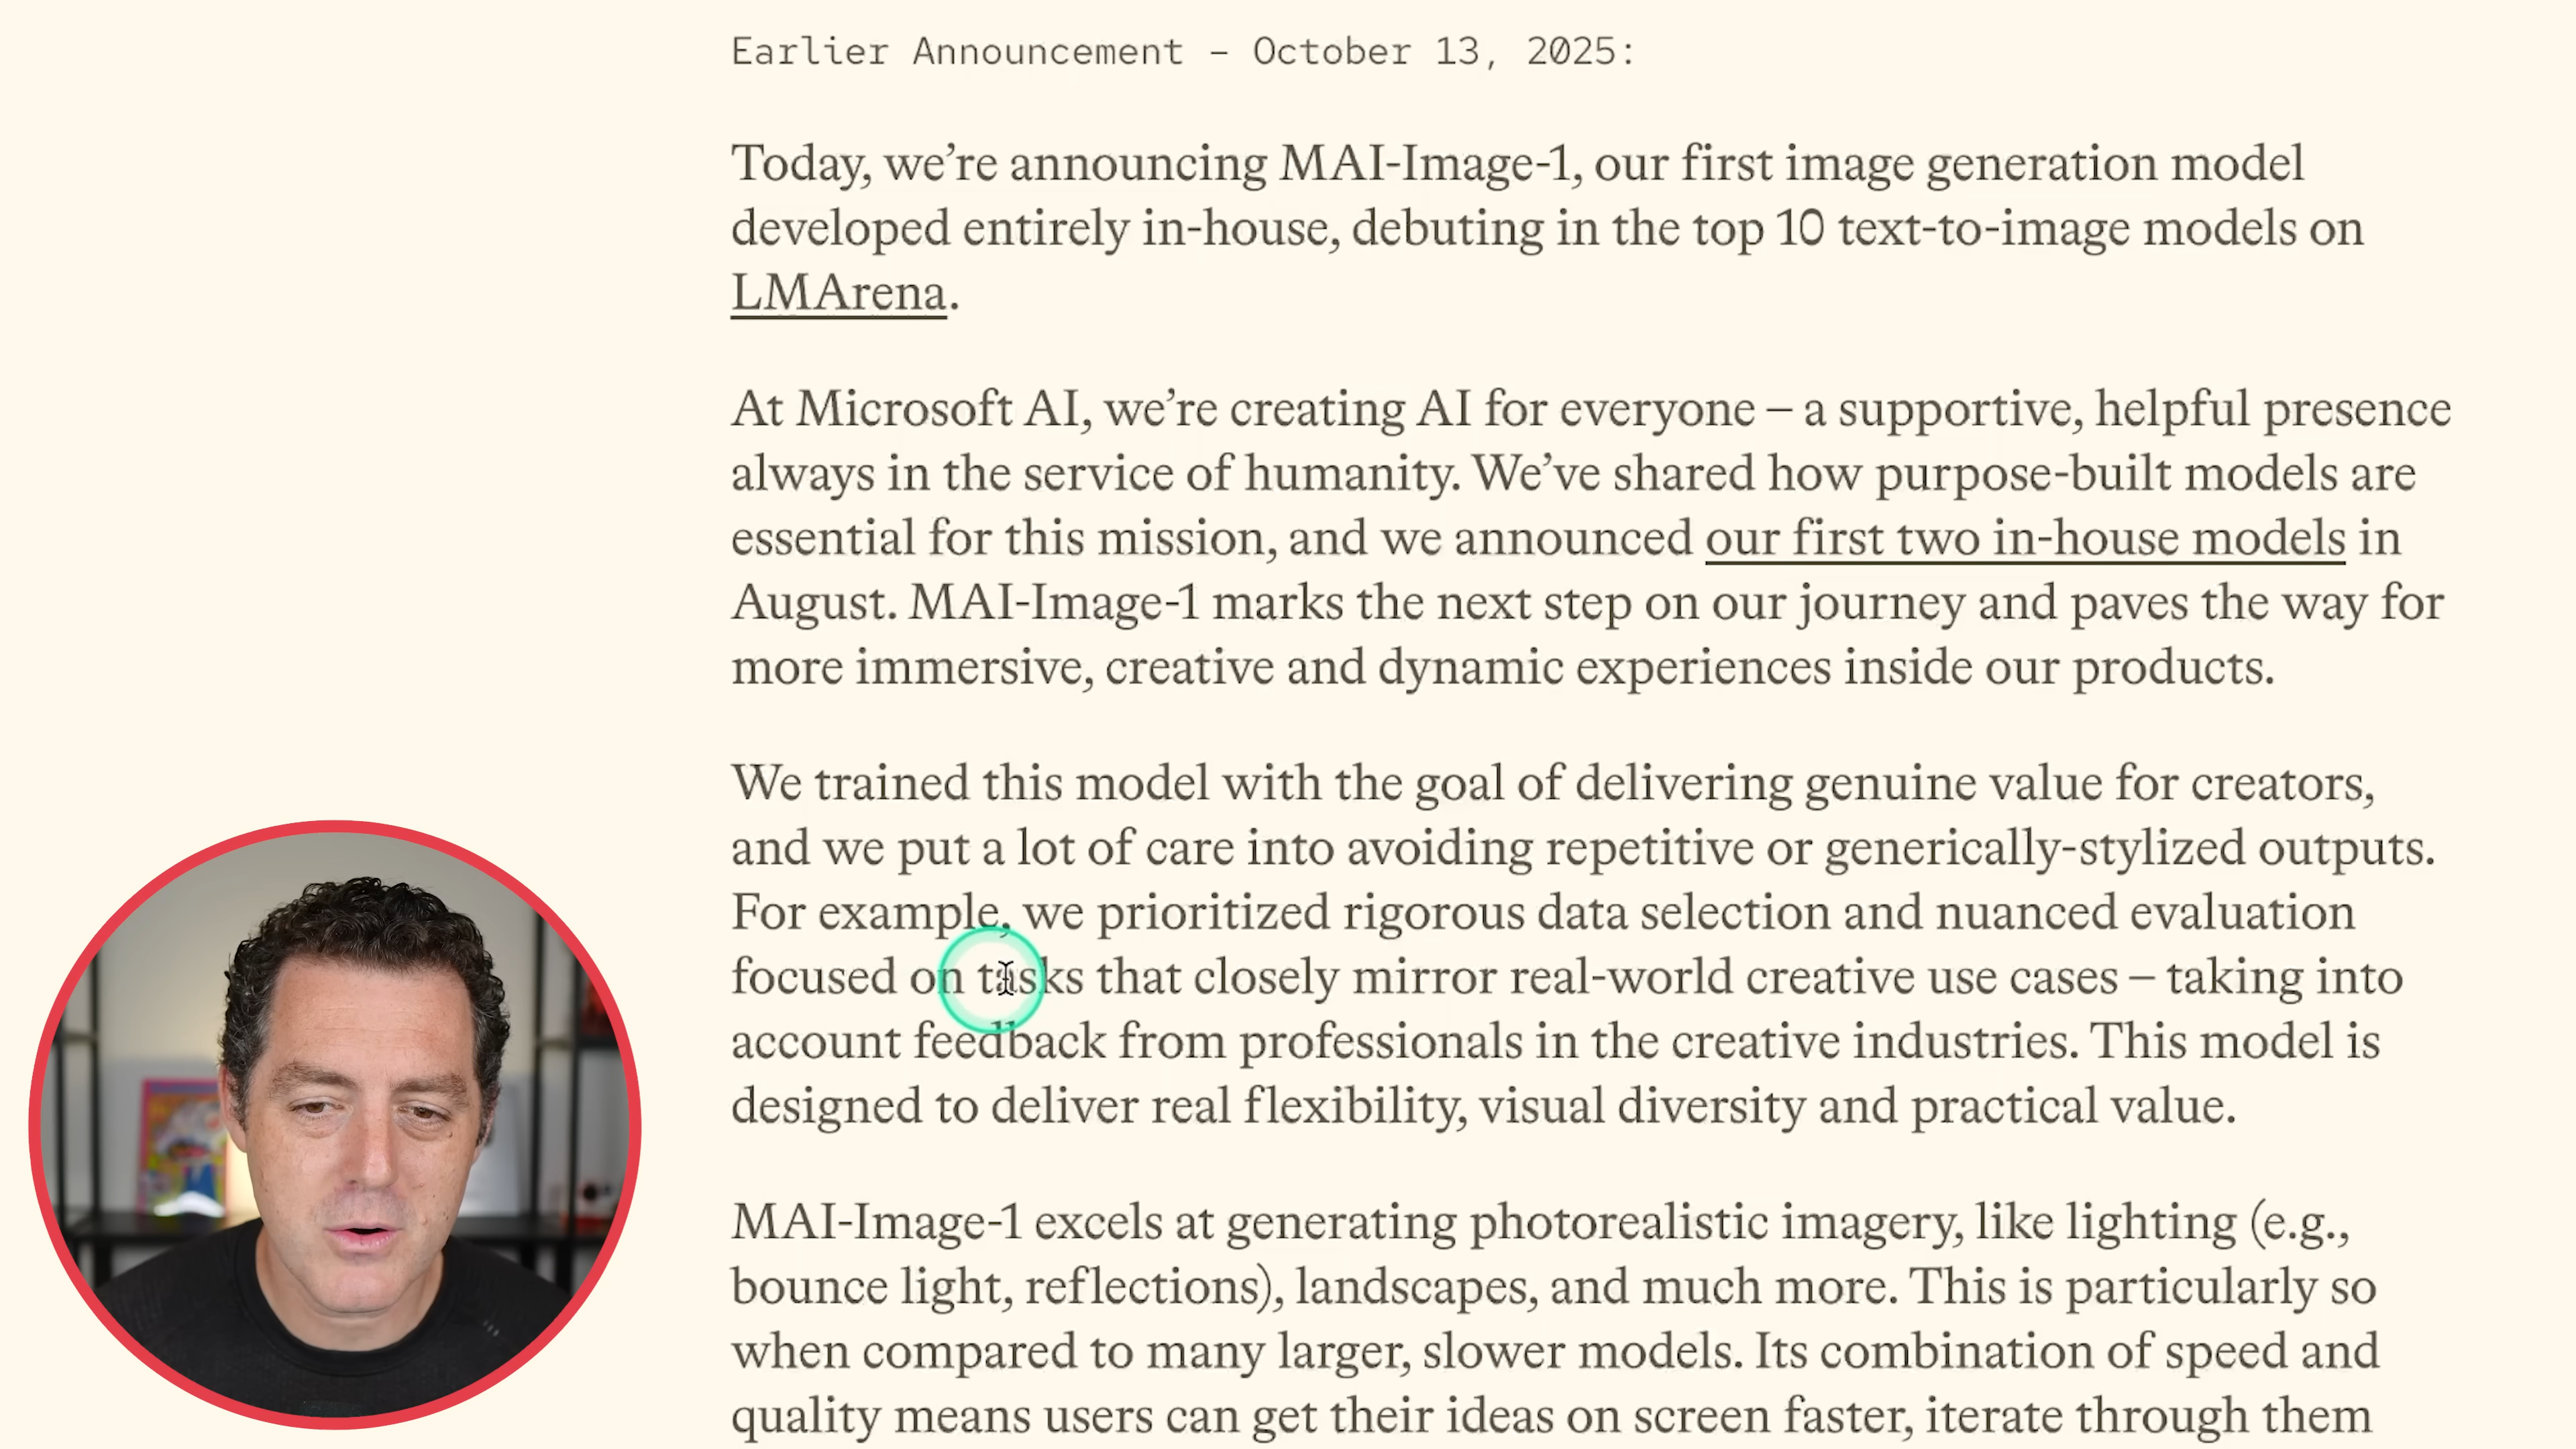 Earlier Announcement – October 13, 2025:
Today, we’re announcing MAI-Image-1, our first image generation model
developed entirely in-house, debuting in the top 10 text-to-image models on
LMArena.
At Microsoft AI, we’re creating AI for everyone – a supportive, helpful presence
always in the service of humanity. We’ve shared how purpose-built models are
essential for this mission, and we announced our first two in-house models in
August. MAI-Image-1 marks the next step on our journey and paves the way for
more immersive, creative and dynamic experiences inside our products.
We trained this model with the goal of delivering genuine value for creators,
and we put a lot of care into avoiding repetitive or generically-stylized outputs.
For example, we prioritized rigorous data selection and nuanced evaluation
focused on tasks that closely mirror real-world creative use cases – taking into
account feedback from professionals in the creative industries. This model is
designed to deliver real flexibility, visual diversity and practical value.
MAI-Image-1 excels at generating photorealistic imagery, like lighting (e.g.,
bounce light, reflections), landscapes, and much more. This is particularly so
when compared to many larger, slower models. Its combination of speed and
quality means users can get their ideas on screen faster, iterate through them